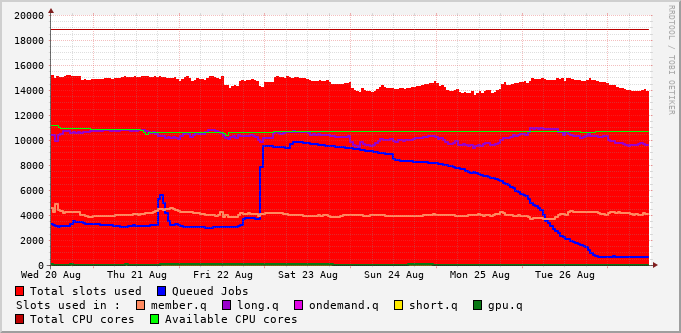 RRDTOOL / TOBI OETIKER
20000
18000
16000
14000
12000
10000
8000
6000
4000
2000
0
Wed 20 Aug Thu 21 Aug Fri 22 Aug Sat 23 Aug Sun 24 Aug Mon 25 Aug Tue 26 Aug
Total slots used Queued Jobs
Slots used in : member.q long.q ondemand.q short.q gpu.q
Total CPU cores Available CPU cores